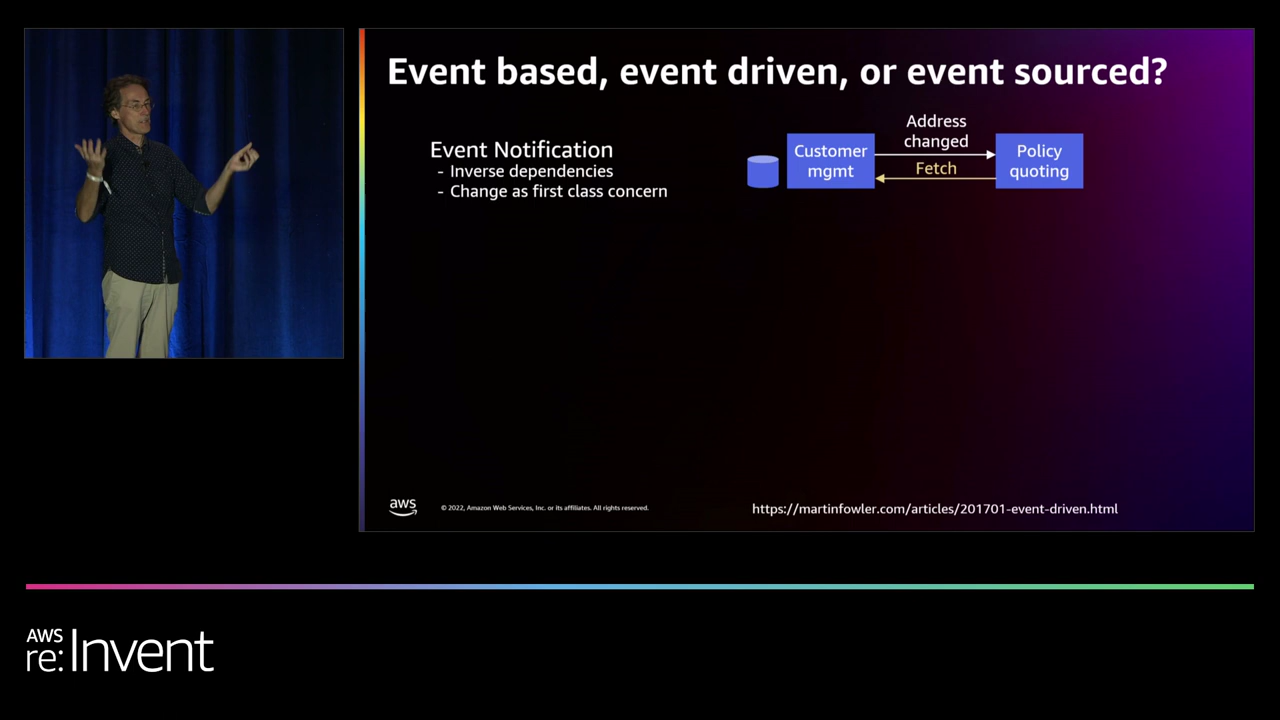 Event based, event driven, or event sourced?
Event Notification
- Inverse dependencies
- Change as first class concern
Customer
mgmt
Address
changed
Fetch
Policy
quoting
aws
© 2022, Amazon Web Services, Inc. or its affiliates. All rights reserved.
https://martinfowler.com/articles/201701-event-driven.html
AWS
re:Invent